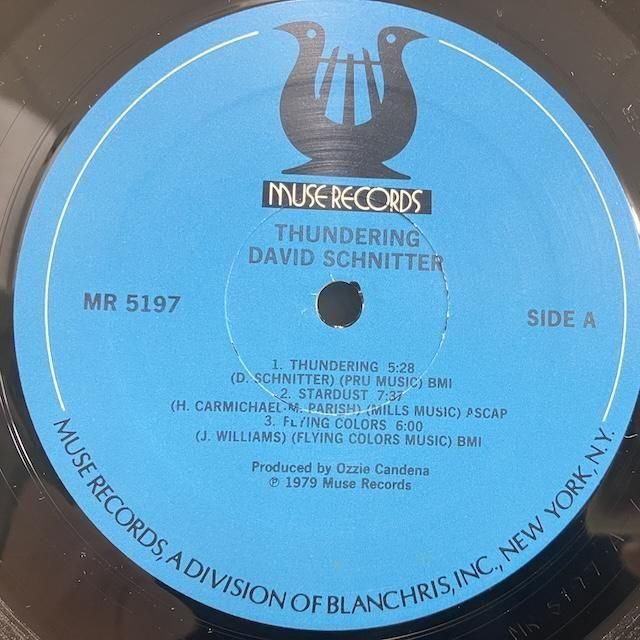 MUSE RECORDS
THUNDERING
DAVID SCHNITTER
MR 5197
SIDE A
1. THUNDERING 5:28
(D. SCHNITTER) (PRU MUSIC) BMI
2. STARDUST 7:37
(H. CARMICHAEL-M. PARISH) (MILLS MUSIC) ASCAP
3. FLYING COLORS 6:00
(J. WILLIAMS) (FLYING COLORS MUSIC) BMI
Produced by Ozzie Candena
℗ 1979 Muse Records
MUSE RECORDS, A DIVISION OF BLANCHRIS, INC., NEW YORK, N.Y.